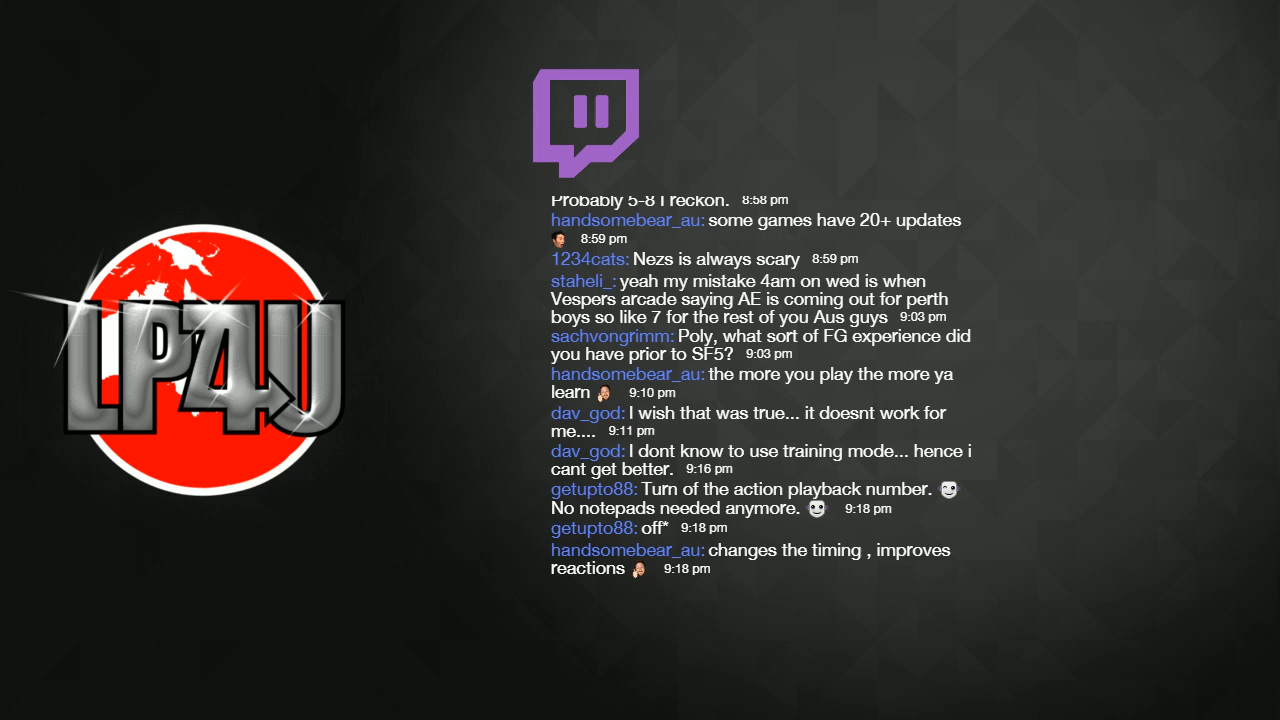 Probably 5-8 I reckon. 8:58 pm
handsomebear_au: some games have 20+ updates
8:59 pm
1234cats: Nezs is always scary 8:59 pm
staheli_: yeah my mistake 4am on wed is when
Vespers arcade saying AE is coming out for perth
boys so like 7 for the rest of you Aus guys 9:03 pm
sachvongrimm: Poly, what sort of FG experience did
you have prior to SF5? 9:03 pm
handsomebear_au: the more you play the more ya
learn 9:10 pm
dav_god: I wish that was true... it doesnt work for
me.... 9:11 pm
dav_god: I dont know to use training mode... hence i
cant get better. 9:16 pm
getupto88: Turn of the action playback number.
No notepads needed anymore. 9:18 pm
getupto88: off* 9:18 pm
handsomebear_au: changes the timing , improves
reactions 9:18 pm
LP4U